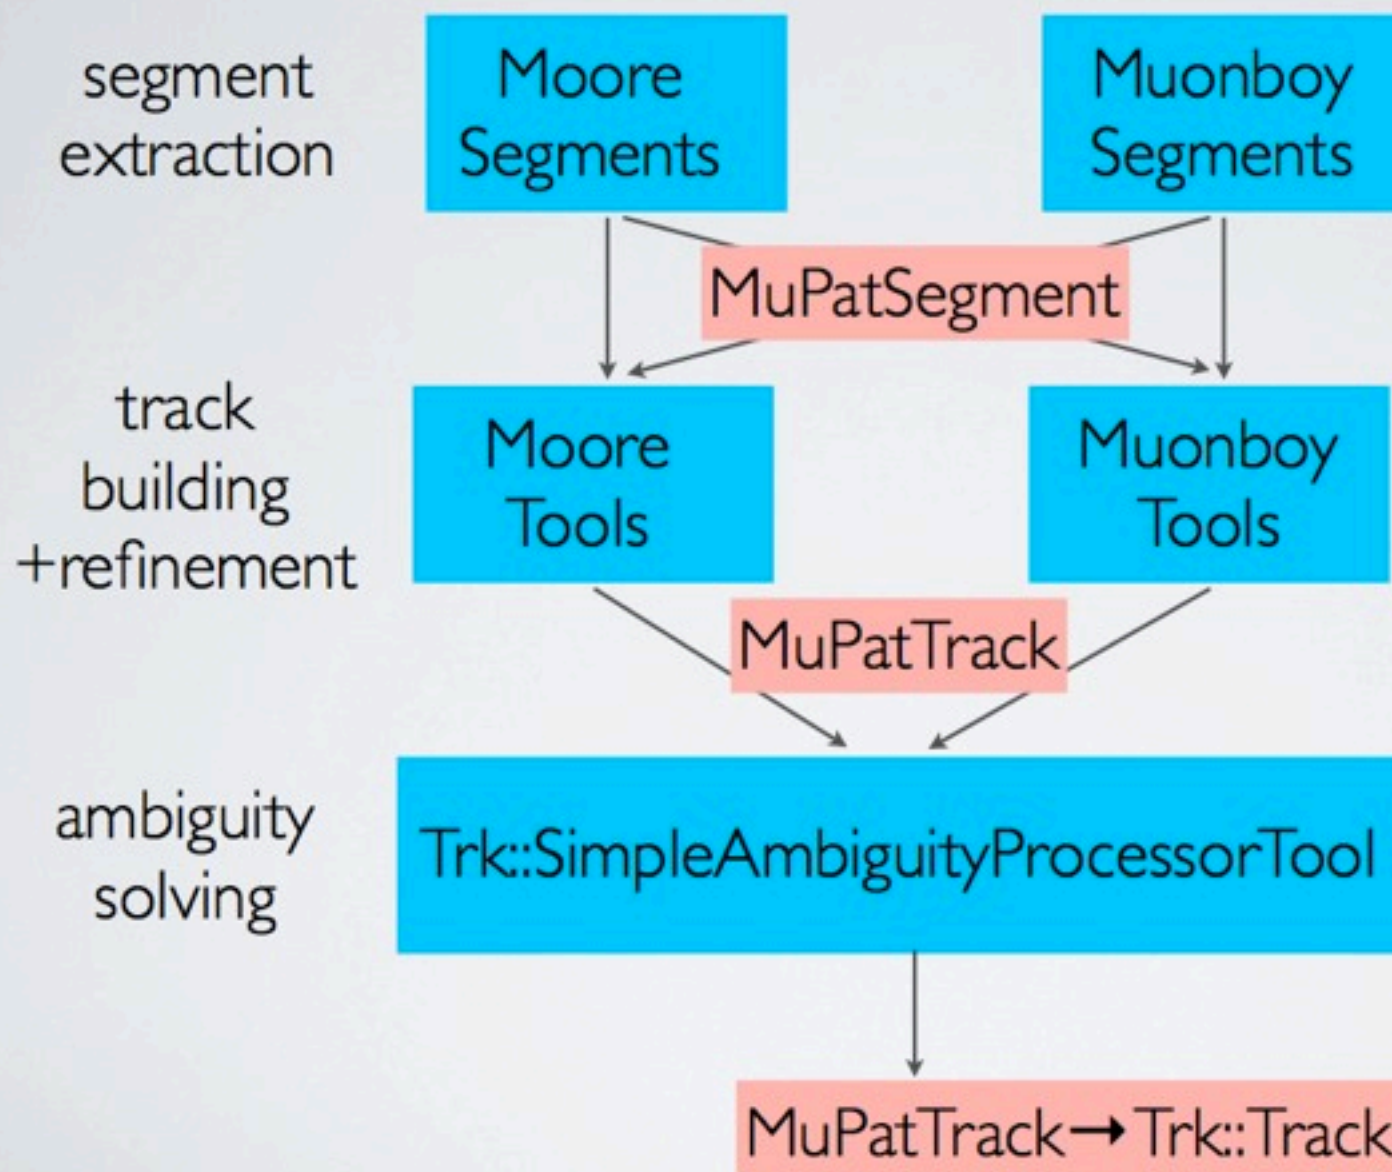 segment
extraction
Moore
Segments
Muonboy
Segments
MuPatSegment
track
building
+refinement
Moore
Tools
Muonboy
Tools
MuPatTrack
ambiguity
solving
Trk::SimpleAmbiguityProcessorTool
MuPatTrack→Trk::Track